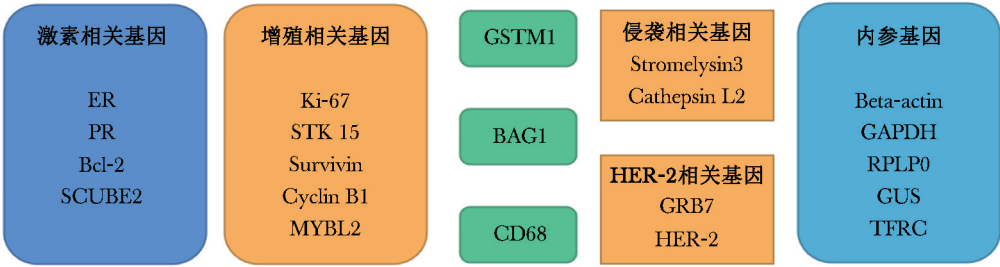 激素相关基因
ER
PR
Bcl-2
SCUBE2
增殖相关基因
Ki-67
STK 15
Survivin
Cyclin B1
MYBL2
GSTM1
BAG1
CD68
侵袭相关基因
Stromelysin3
Cathepsin L2
HER-2相关基因
GRB7
HER-2
内参基因
Beta-actin
GAPDH
RPLP0
GUS
TFRC